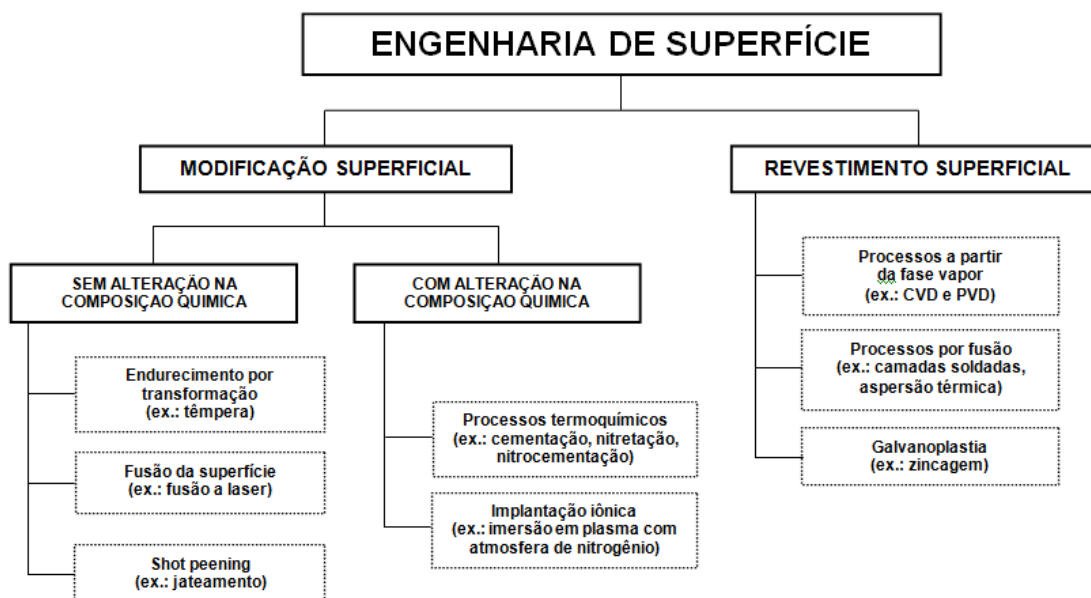 ENGENHARIA DE SUPERFÍCIE
MODIFICAÇÃO SUPERFICIAL
REVESTIMENTO SUPERFICIAL
SEM ALTERAÇÃO NA
COMPOSIÇAO QUIMICA
COM ALTERAÇÃO NA
COMPOSIÇAO QUIMICA
Endurecimento por
transformação
(ex.: têmpera)
Fusão da superfície
(ex.: fusão a laser)
Shot peening
(ex.: jateamento)
Processos termoquímicos
(ex.: cementação, nitretação,
nitrocementação)
Implantação iônica
(ex.: imersão em plasma com
atmosfera de nitrogênio)
Processos a partir
da fase vapor
(ex.: CVD e PVD)
Processos por fusão
(ex.: camadas soldadas,
aspersão térmica)
Galvanoplastia
(ex.: zincagem)